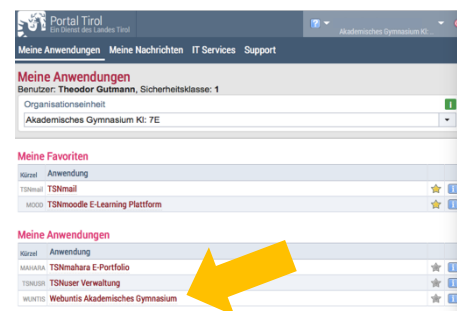 Portal Tirol
Ein Dienst des Landes Tirol
Akademisches Gymnasium KI: ...
Meine Anwendungen Meine Nachrichten IT Services Support
Meine Anwendungen
Benutzer: Theodor Gutmann, Sicherheitsklasse: 1
Organisationseinheit
Akademisches Gymnasium KI: 7E
Meine Favoriten
Kürzel Anwendung
TSNmail TSNmail
MOOD TSNmoodle E-Learning Plattform
Meine Anwendungen
Kürzel Anwendung
MAHARA TSNmahara E-Portfolio
TSNUSR TSNuser Verwaltung
WUNTIS Webuntis Akademisches Gymnasium